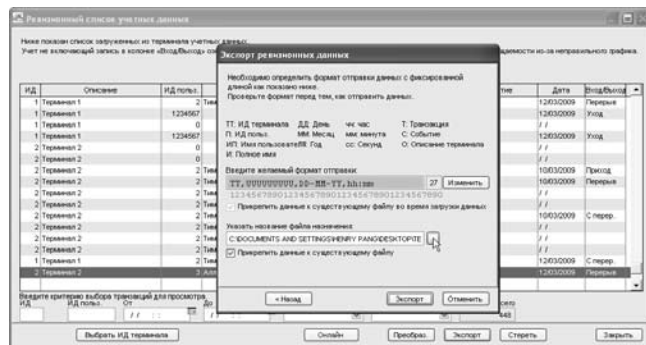 Ревизионный список учетных данных
Ниже показан список загруженных из терминала учетных данных.
Учет не включающий запись в колонке «Вход/Выход»
из-за неправильного графика.
Экспорт ревизионных данных
Необходимо определить формат отправки данных с фиксированной
длиной как показано ниже.
Проверьте формат перед тем, как отправить данных.
ТТ: ИД терминала ДД: День чч: час Т: Транзакция
П: ИД польз. ММ: Месяц мм: минута С: Событие
ИП: Имя пользователя ГГ: Год сс: Секунд О: Описание терминала
И: Полное имя
Введите желаемый формат отправки:
TT,UUUUUUUUU,DD-MM-YY,hh:mm 27 Изменить
1234567890123456789012345678901234567890
Прикрепить данные к существующему файлу во время загрузки данных
Указать название файла назначения:
C:\DOCUMENTS AND SETTINGS\HENRY PANG\DESKTOP\TE
Прикрепить данные к существующему файлу
< Назад Экспорт Отменить
ИД Описание ИД польз. Дата Вход/Выход
1 Терминал 1 2 12/03/2009 Перерыв
1 Терминал 1 1234567 12/03/2009 Уход
1 Терминал 1 0 / /
1 Терминал 1 1234567 12/03/2009 Уход
2 Терминал 2 0 / /
2 Терминал 2 0 / /
2 Терминал 2 2 10/03/2009 Приход
2 Терминал 2 2 10/03/2009 Перерыв
2 Терминал 2 2 / /
2 Терминал 2 2 / /
2 Терминал 2 2 10/03/2009 С перер.
2 Терминал 2 2 / /
2 Терминал 2 2 / /
1 Терминал 1 2 12/03/2009 С перер.
2 Терминал 2 3 12/03/2009 Перерыв
Введите критерию выбора транзакций для просмотра.
ИД ИД польз. От До
/ / : : 448
Выбрать ИД терминала Онлайн Преобраз. Экспорт Стереть Закрыть